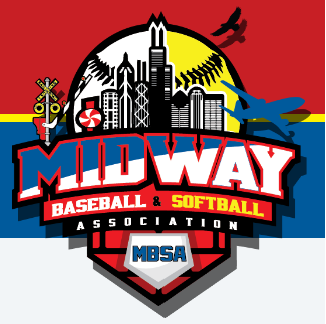 MIDWAY
BASEBALL & SOFTBALL
ASSOCIATION
MBSA